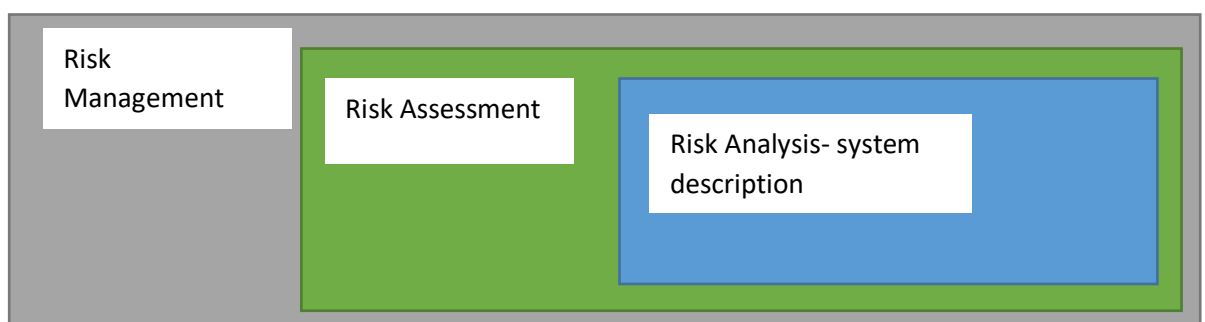 Risk
Management
Risk Assessment
Risk Analysis- system
description